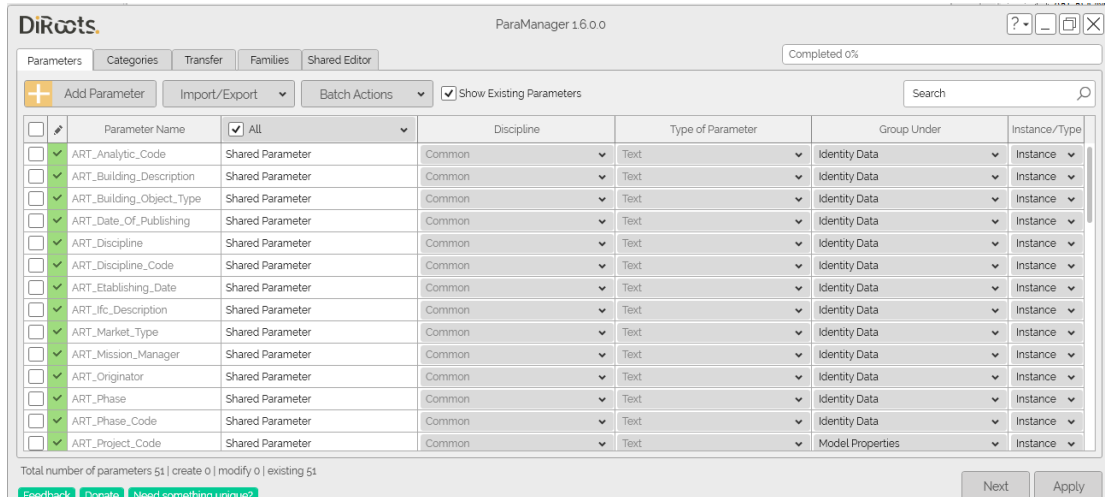 DiRoots.
ParaManager 1.6.0.0
?
Parameters Categories Transfer Families Shared Editor
Completed 0%
Add Parameter Import/Export Batch Actions Show Existing Parameters Search
Parameter Name All Discipline Type of Parameter Group Under Instance/Type
ART_Analytic_Code Shared Parameter Common Text Identity Data Instance
ART_Building_Description Shared Parameter Common Text Identity Data Instance
ART_Building_Object_Type Shared Parameter Common Text Identity Data Instance
ART_Date_Of_Publishing Shared Parameter Common Text Identity Data Instance
ART_Discipline Shared Parameter Common Text Identity Data Instance
ART_Discipline_Code Shared Parameter Common Text Identity Data Instance
ART_Etablishing_Date Shared Parameter Common Text Identity Data Instance
ART_Ifc_Description Shared Parameter Common Text Identity Data Instance
ART_Market_Type Shared Parameter Common Text Identity Data Instance
ART_Mission_Manager Shared Parameter Common Text Identity Data Instance
ART_Originator Shared Parameter Common Text Identity Data Instance
ART_Phase Shared Parameter Common Text Identity Data Instance
ART_Phase_Code Shared Parameter Common Text Identity Data Instance
ART_Project_Code Shared Parameter Common Text Model Properties Instance
Total number of parameters 51 | create 0 | modify 0 | existing 51
Feedback Donate Need something unique?
Next Apply